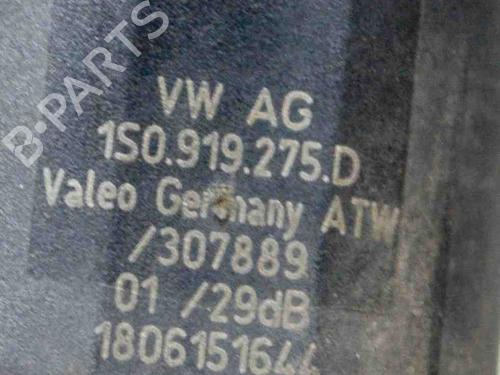 B-PARTS
VW AG
1S0.919.275.D
Valeo Germany ATW
/307889
01 /29dB
1806151644